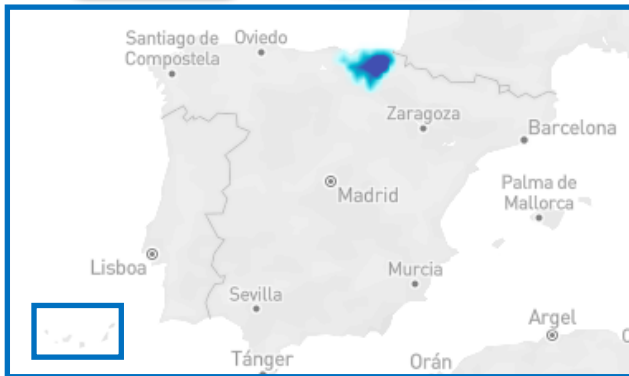 Santiago de
Compostela
Oviedo
Zaragoza
Barcelona
Madrid
Palma de
Mallorca
Lisboa
Murcia
Sevilla
Argel
Tánger
Orán